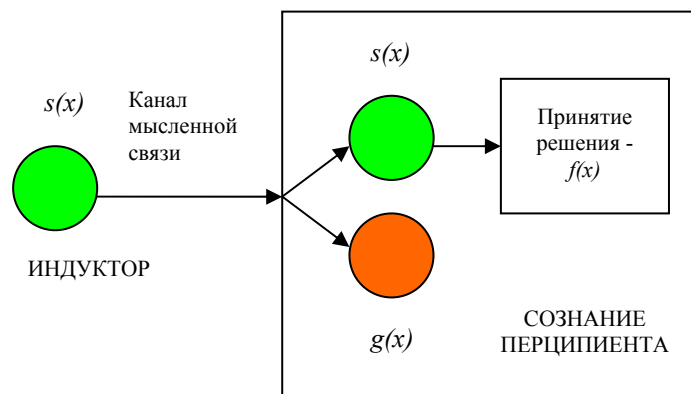 s(x)
Канал
мысленной
связи
ИНДУКТОР
s(x)
Принятие
решения -
f(x)
g(x)
СОЗНАНИЕ
ПЕРЦИПИЕНТА